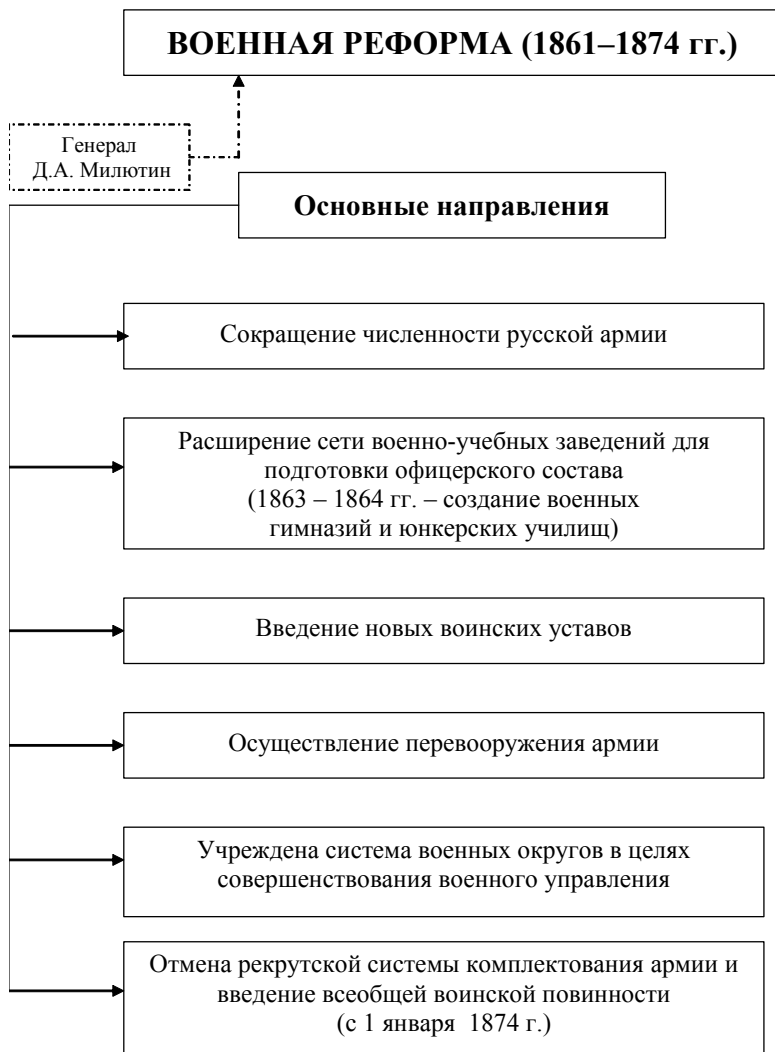 ВОЕННАЯ РЕФОРМА (1861–1874 гг.)
Генерал
Д.А. Милютин
Основные направления
Сокращение численности русской армии
Расширение сети военно-учебных заведений для
подготовки офицерского состава
(1863 – 1864 гг. – создание военных
гимназий и юнкерских училищ)
Введение новых воинских уставов
Осуществление перевооружения армии
Учреждена система военных округов в целях
совершенствования военного управления
Отмена рекрутской системы комплектования армии и
введение всеобщей воинской повинности
(с 1 января 1874 г.)